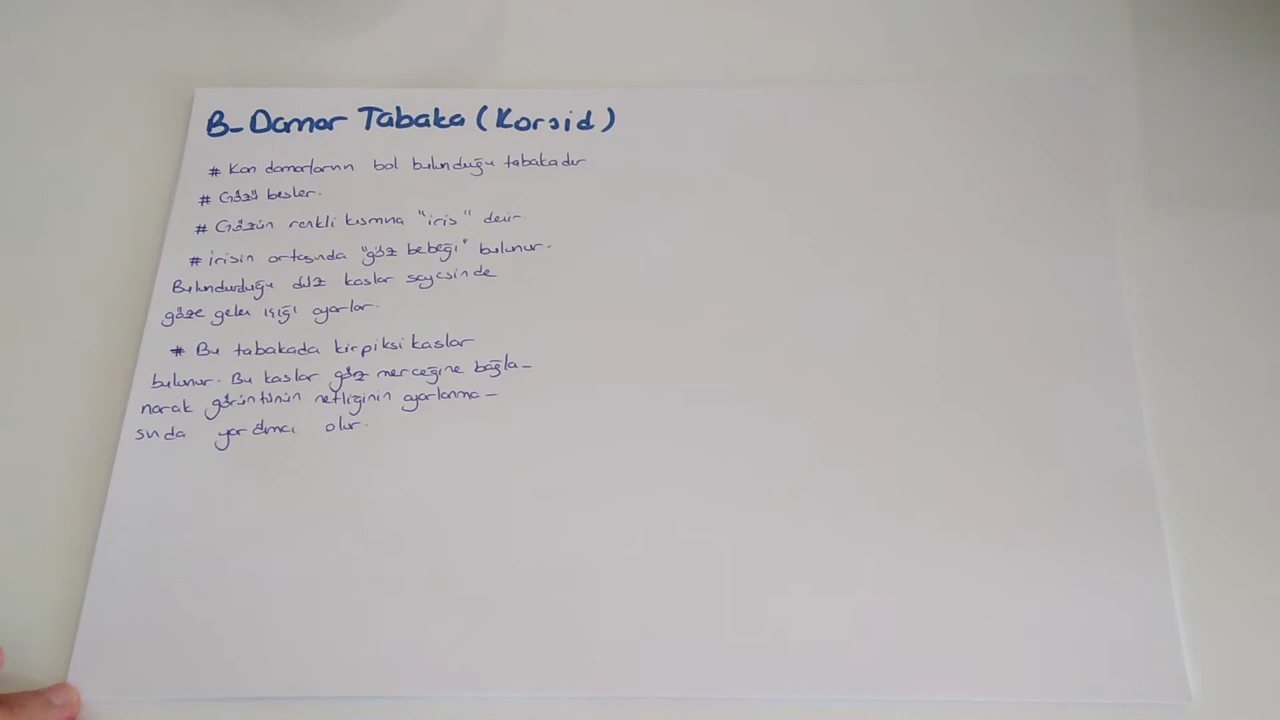 B- Damar Tabaka (Koroid)
# Kan damarlarının bol bulunduğu tabakadır
# Gözü besler.
# Gözün renkli kısmına "iris" denir
# İrisin ortasında "göz bebeği" bulunur.
Bulundurduğu düz kaslar sayesinde
göze gelen ışığı ayarlar.
# Bu tabakada kirpiksi kaslar
bulunur. Bu kaslar göz merceğine bağla-
narak görüntünün netliğinin ayarlanma-
sında yardımcı olur.